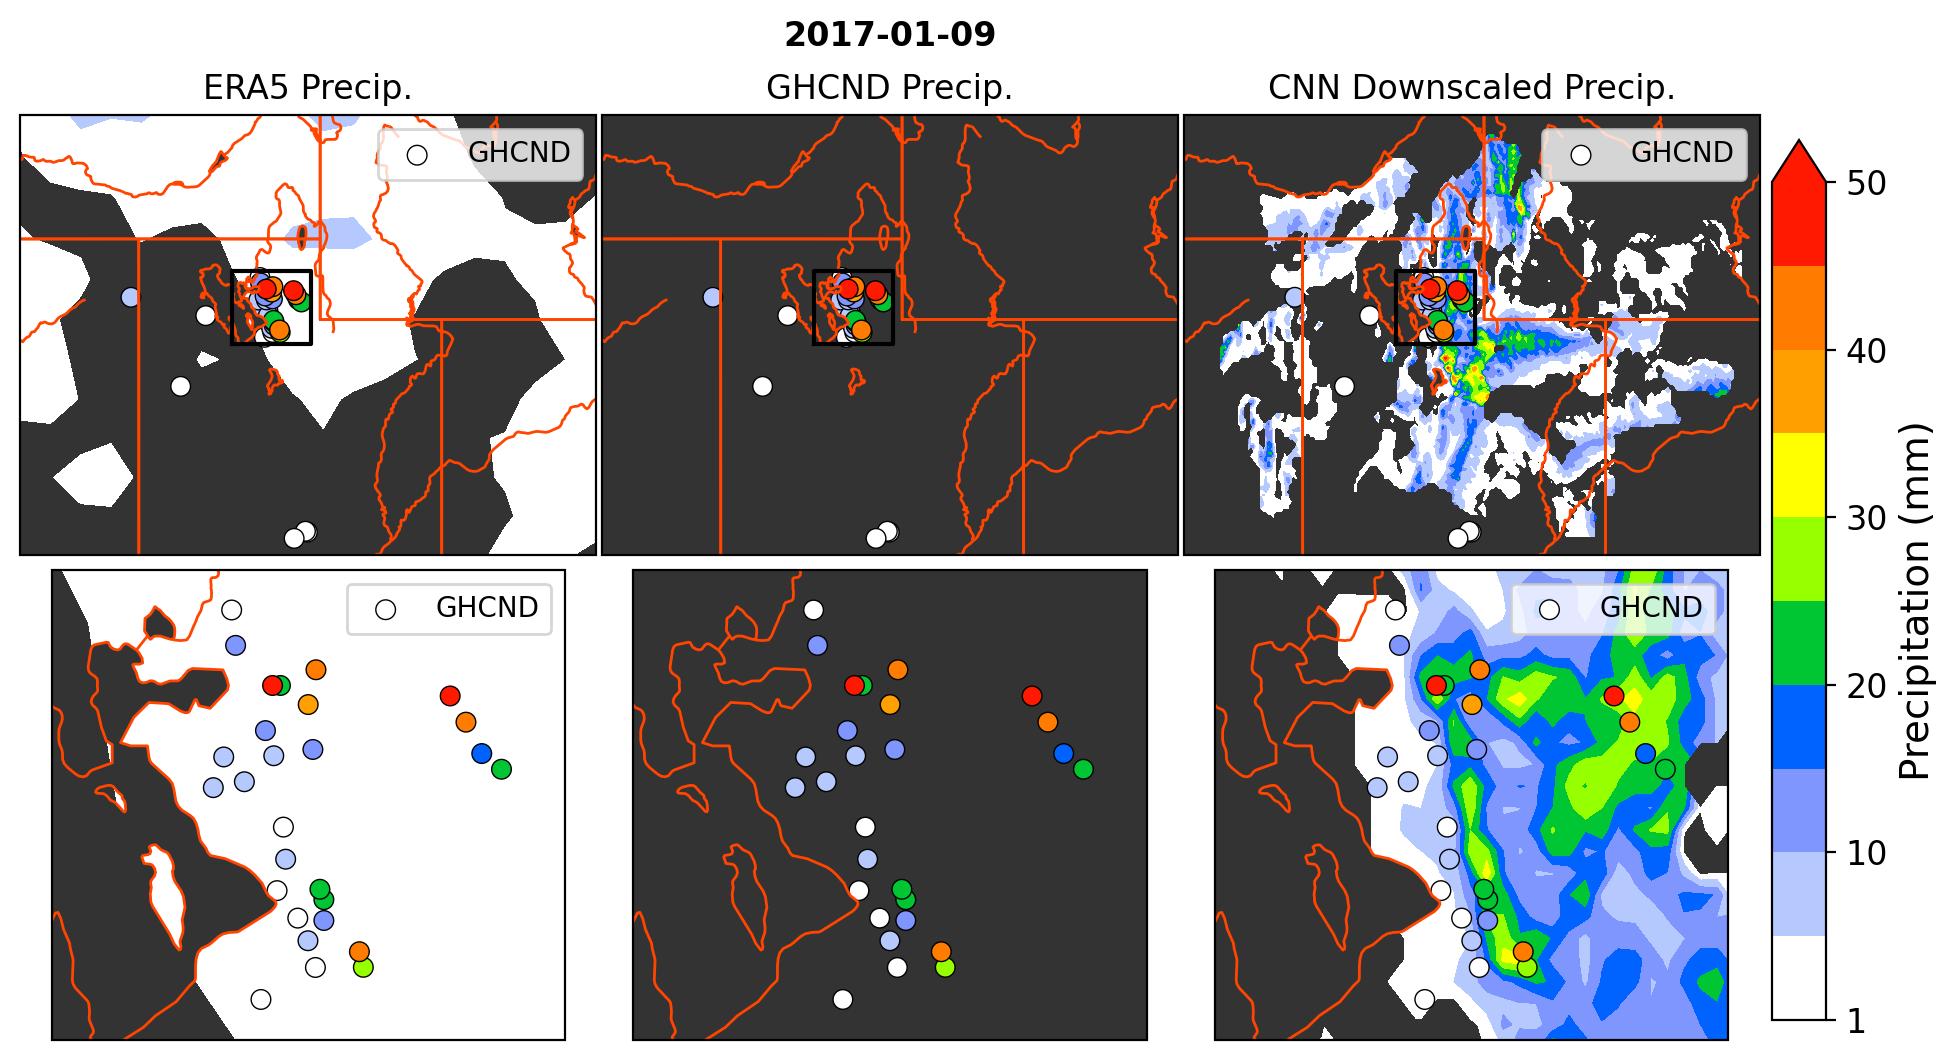 2017-01-09
ERA5 Precip.
GHCND Precip.
CNN Downscaled Precip.
GHCND
GHCND
50
40
30
20
10
1
Precipitation (mm)
GHCND
GHCND